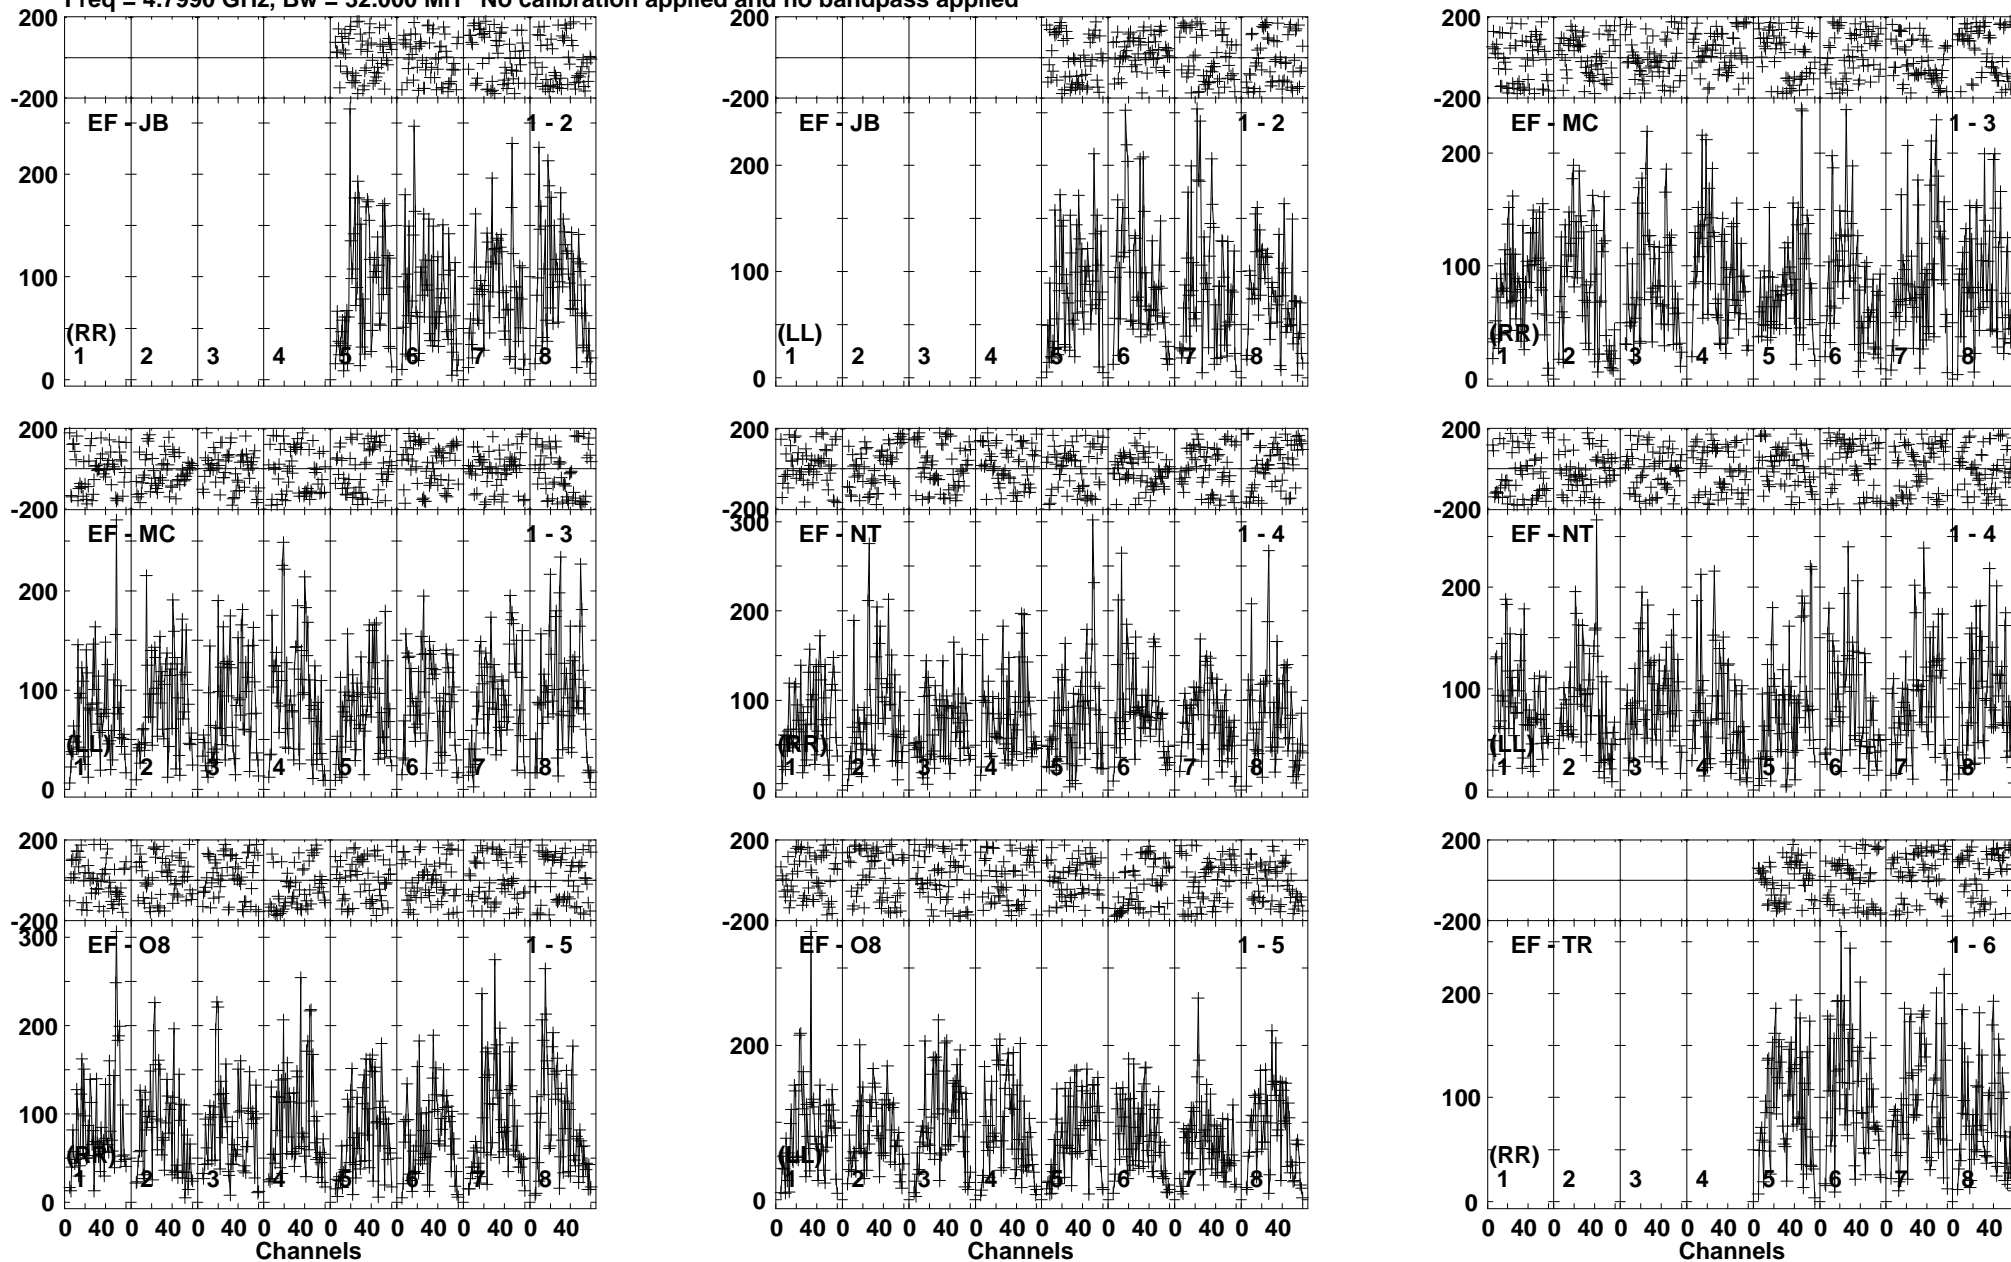 Freq = 4.7990 GHz, Bw = 32.000 MH No calibration applied and no bandpass applied
200 200 200
-200 -200 -200
EF - JB 1 - 2 EF - JB 1 - 2 EF - MC 1 - 3
200 200 200
100 100 100
(RR) (LL) (RR)
1 2 3 4 5 6 7 8 1 2 3 4 5 6 7 8 1 2 3 4 5 6 7 8
0 0 0
200 200 200
-200 -200 -200
300
EF - MC 1 - 3 EF - NT 1 - 4 EF - NT 1 - 4
200 200 200
100 100 100
(LL) (RR) (LL)
1 2 3 4 5 6 7 8 1 2 3 4 5 6 7 8 1 2 3 4 5 6 7 8
0 0 0
200 200 200
-200 -200 -200
300
EF - O8 1 - 5 EF - O8 1 - 5 EF - TR 1 - 6
200 200 200
100 100
(RR) (LL) (RR)
1 2 3 4 5 6 7 8 1 2 3 4 5 6 7 8 1 2 3 4 5 6 7 8
0 0 0
0 40 0 40 0 40 0 40 0 40 0 40 0 40 0 40 0 40 0 40 0 40 0 40 0 40 0 40 0 40 0 40 0 40 0 40 0 40 0 40 0 40 0 40 0 40 0 40
Channels Channels Channels